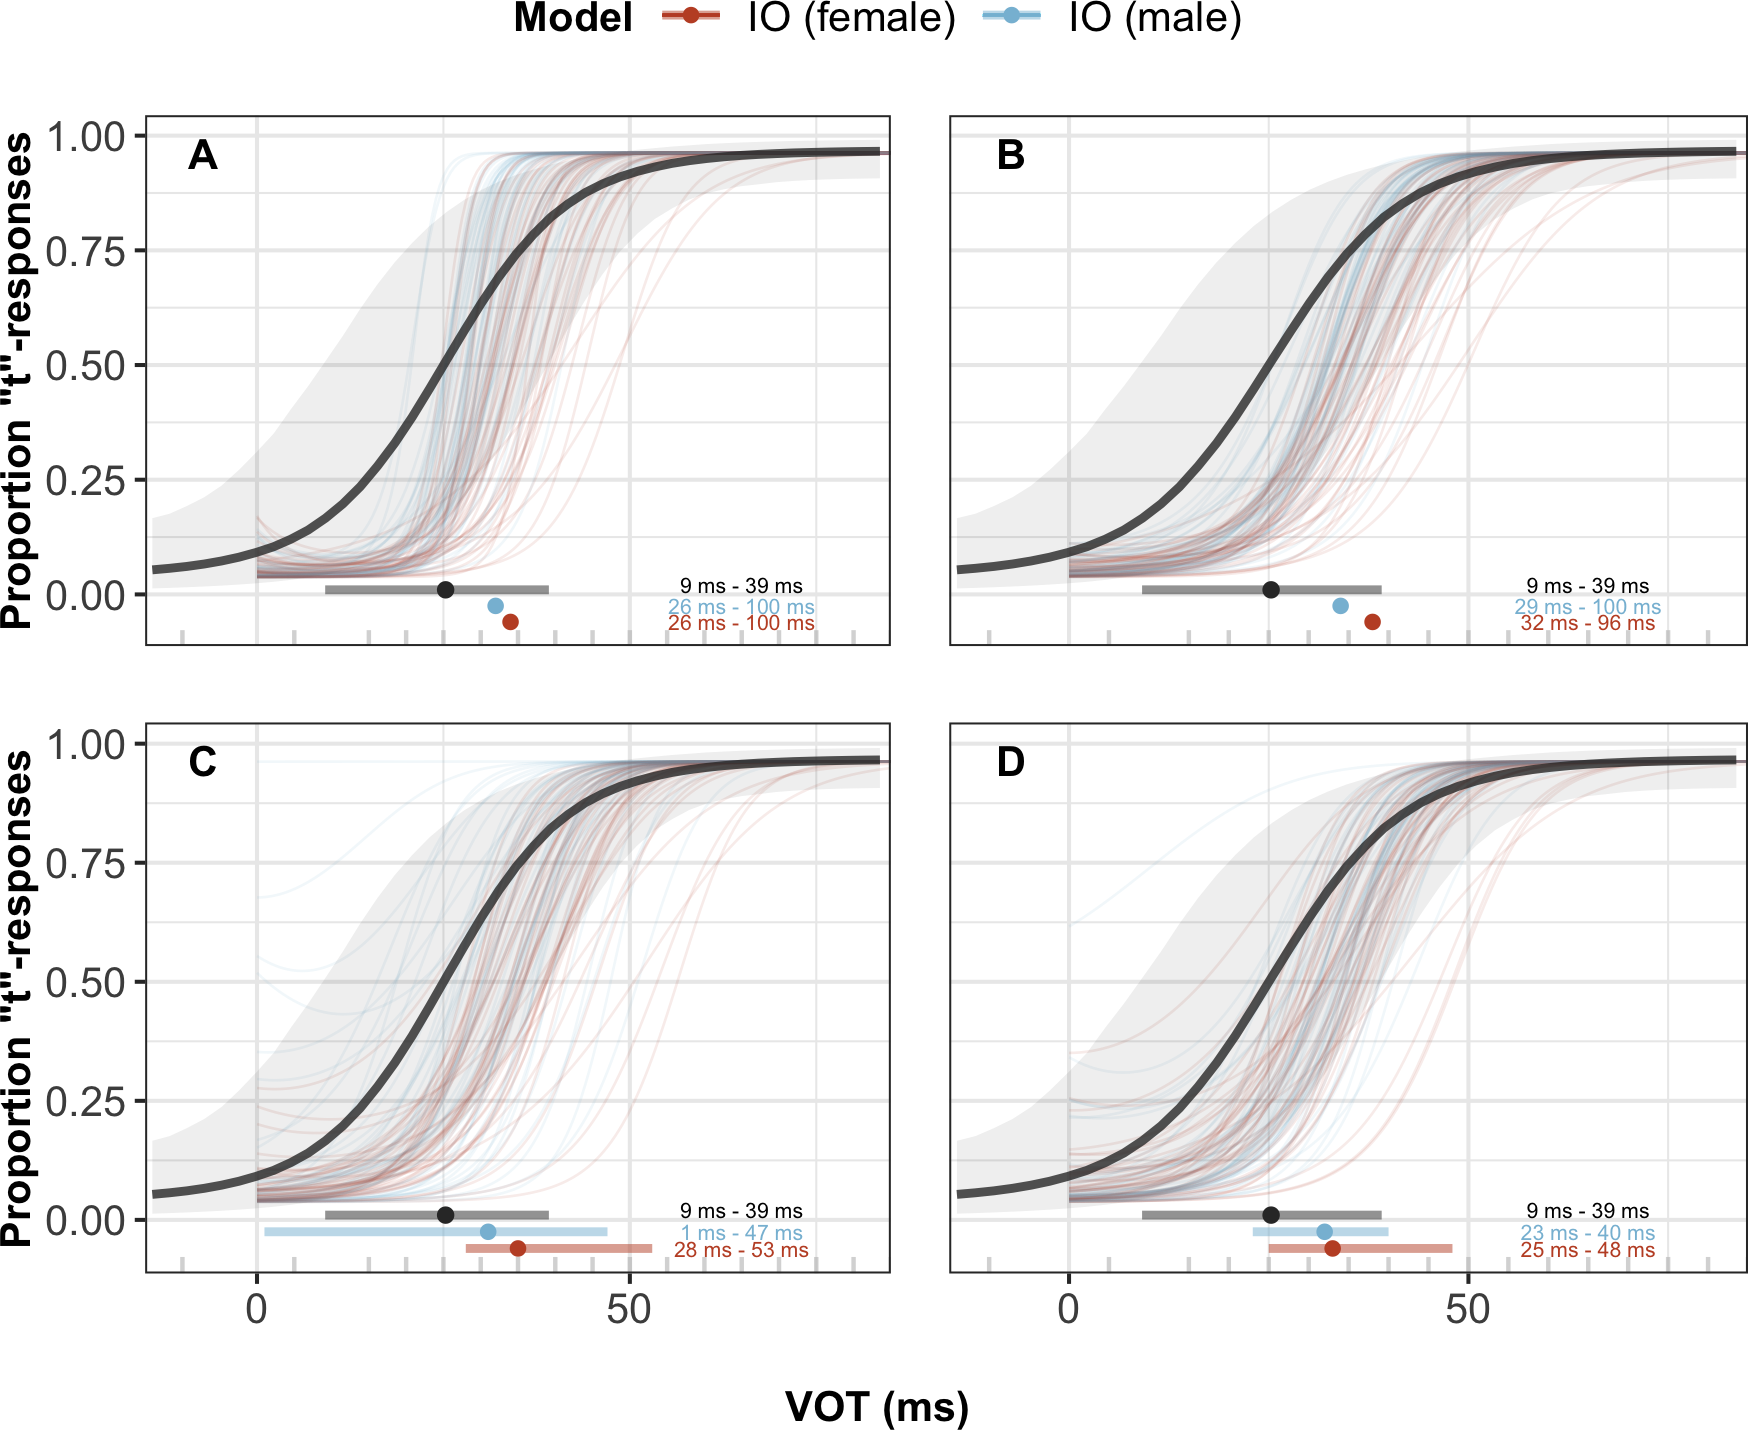 Model IO (female) IO (male)
Proportion "t"-responses
1.00
0.75
0.50
0.25
0.00
A
9 ms - 39 ms
26 ms - 100 ms
26 ms - 100 ms
B
9 ms - 39 ms
29 ms - 100 ms
32 ms - 96 ms
Proportion "t"-responses
1.00
0.75
0.50
0.25
0.00
C
9 ms - 39 ms
1 ms - 47 ms
28 ms - 53 ms
D
9 ms - 39 ms
23 ms - 40 ms
25 ms - 48 ms
0 50
0 50
VOT (ms)